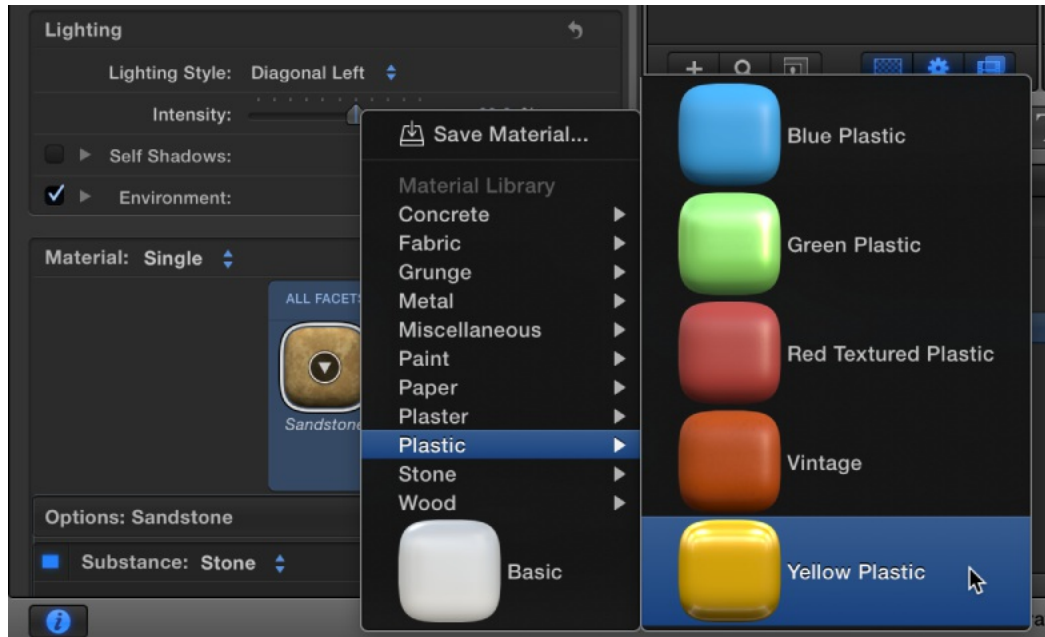 Lighting
Lighting Style: Diagonal Left
Intensity:
Self Shadows:
Environment:
Material: Single
ALL FACETS
Sandstone
Options: Sandstone
Substance: Stone
Save Material...
Material Library
Concrete
Fabric
Grunge
Metal
Miscellaneous
Paint
Paper
Plaster
Plastic
Stone
Wood
Basic
Blue Plastic
Green Plastic
Red Textured Plastic
Vintage
Yellow Plastic